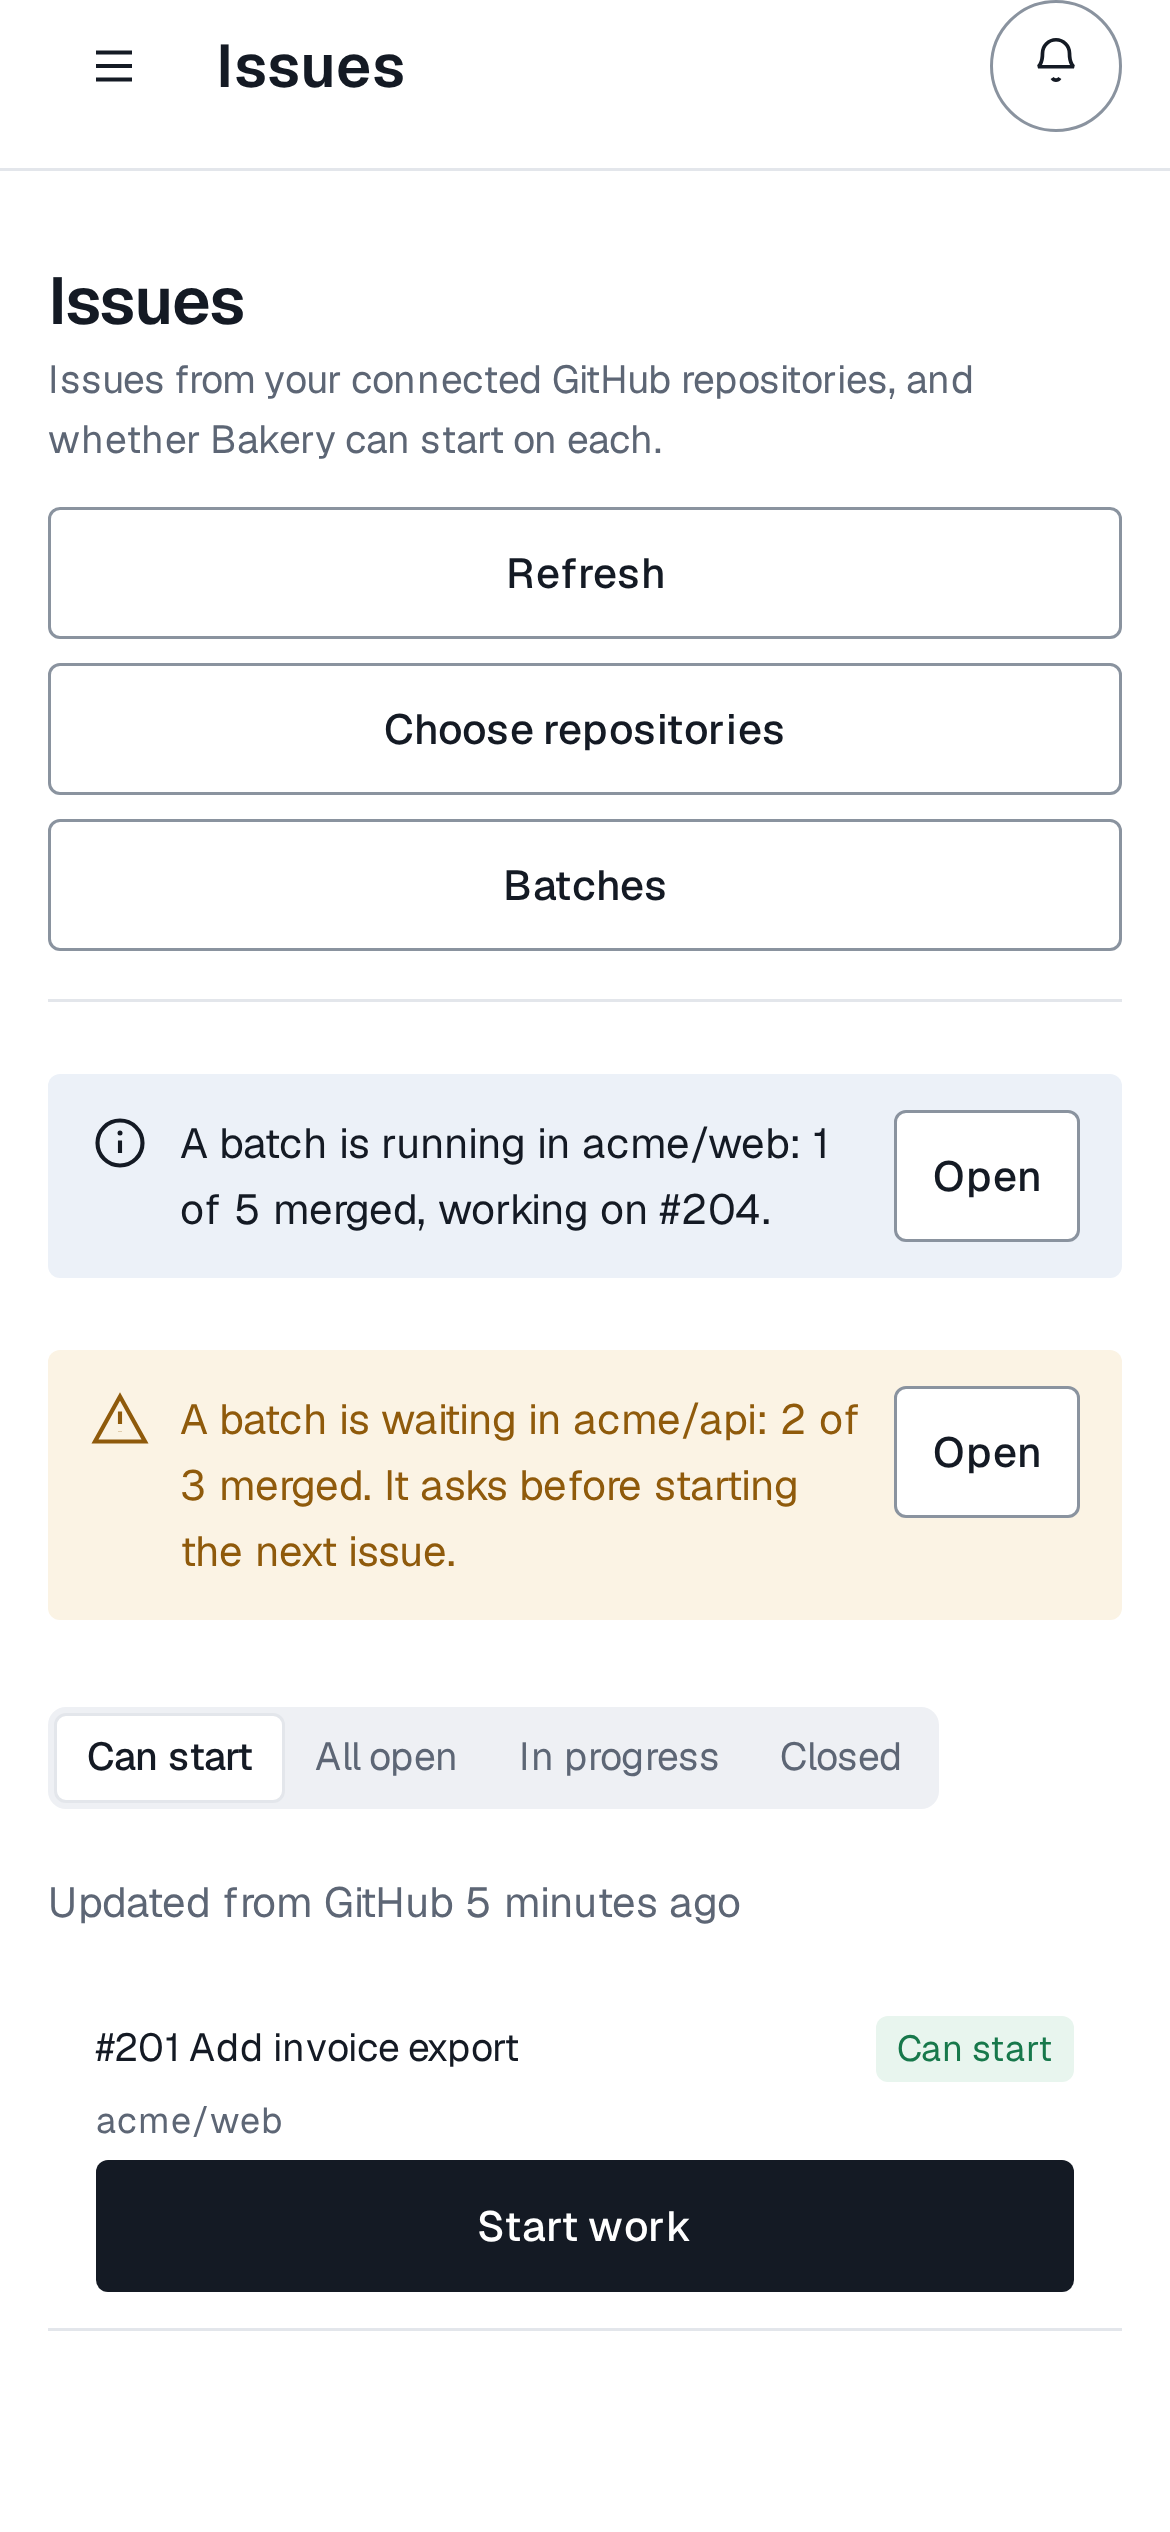 Issues
Issues
Issues from your connected GitHub repositories, and
whether Bakery can start on each.
Refresh
Choose repositories
Batches
A batch is running in acme/web: 1
of 5 merged, working on #204.
Open
A batch is waiting in acme/api: 2 of
3 merged. It asks before starting
the next issue.
Open
Can start
All open
In progress
Closed
Updated from GitHub 5 minutes ago
#201 Add invoice export
Can start
acme/web
Start work